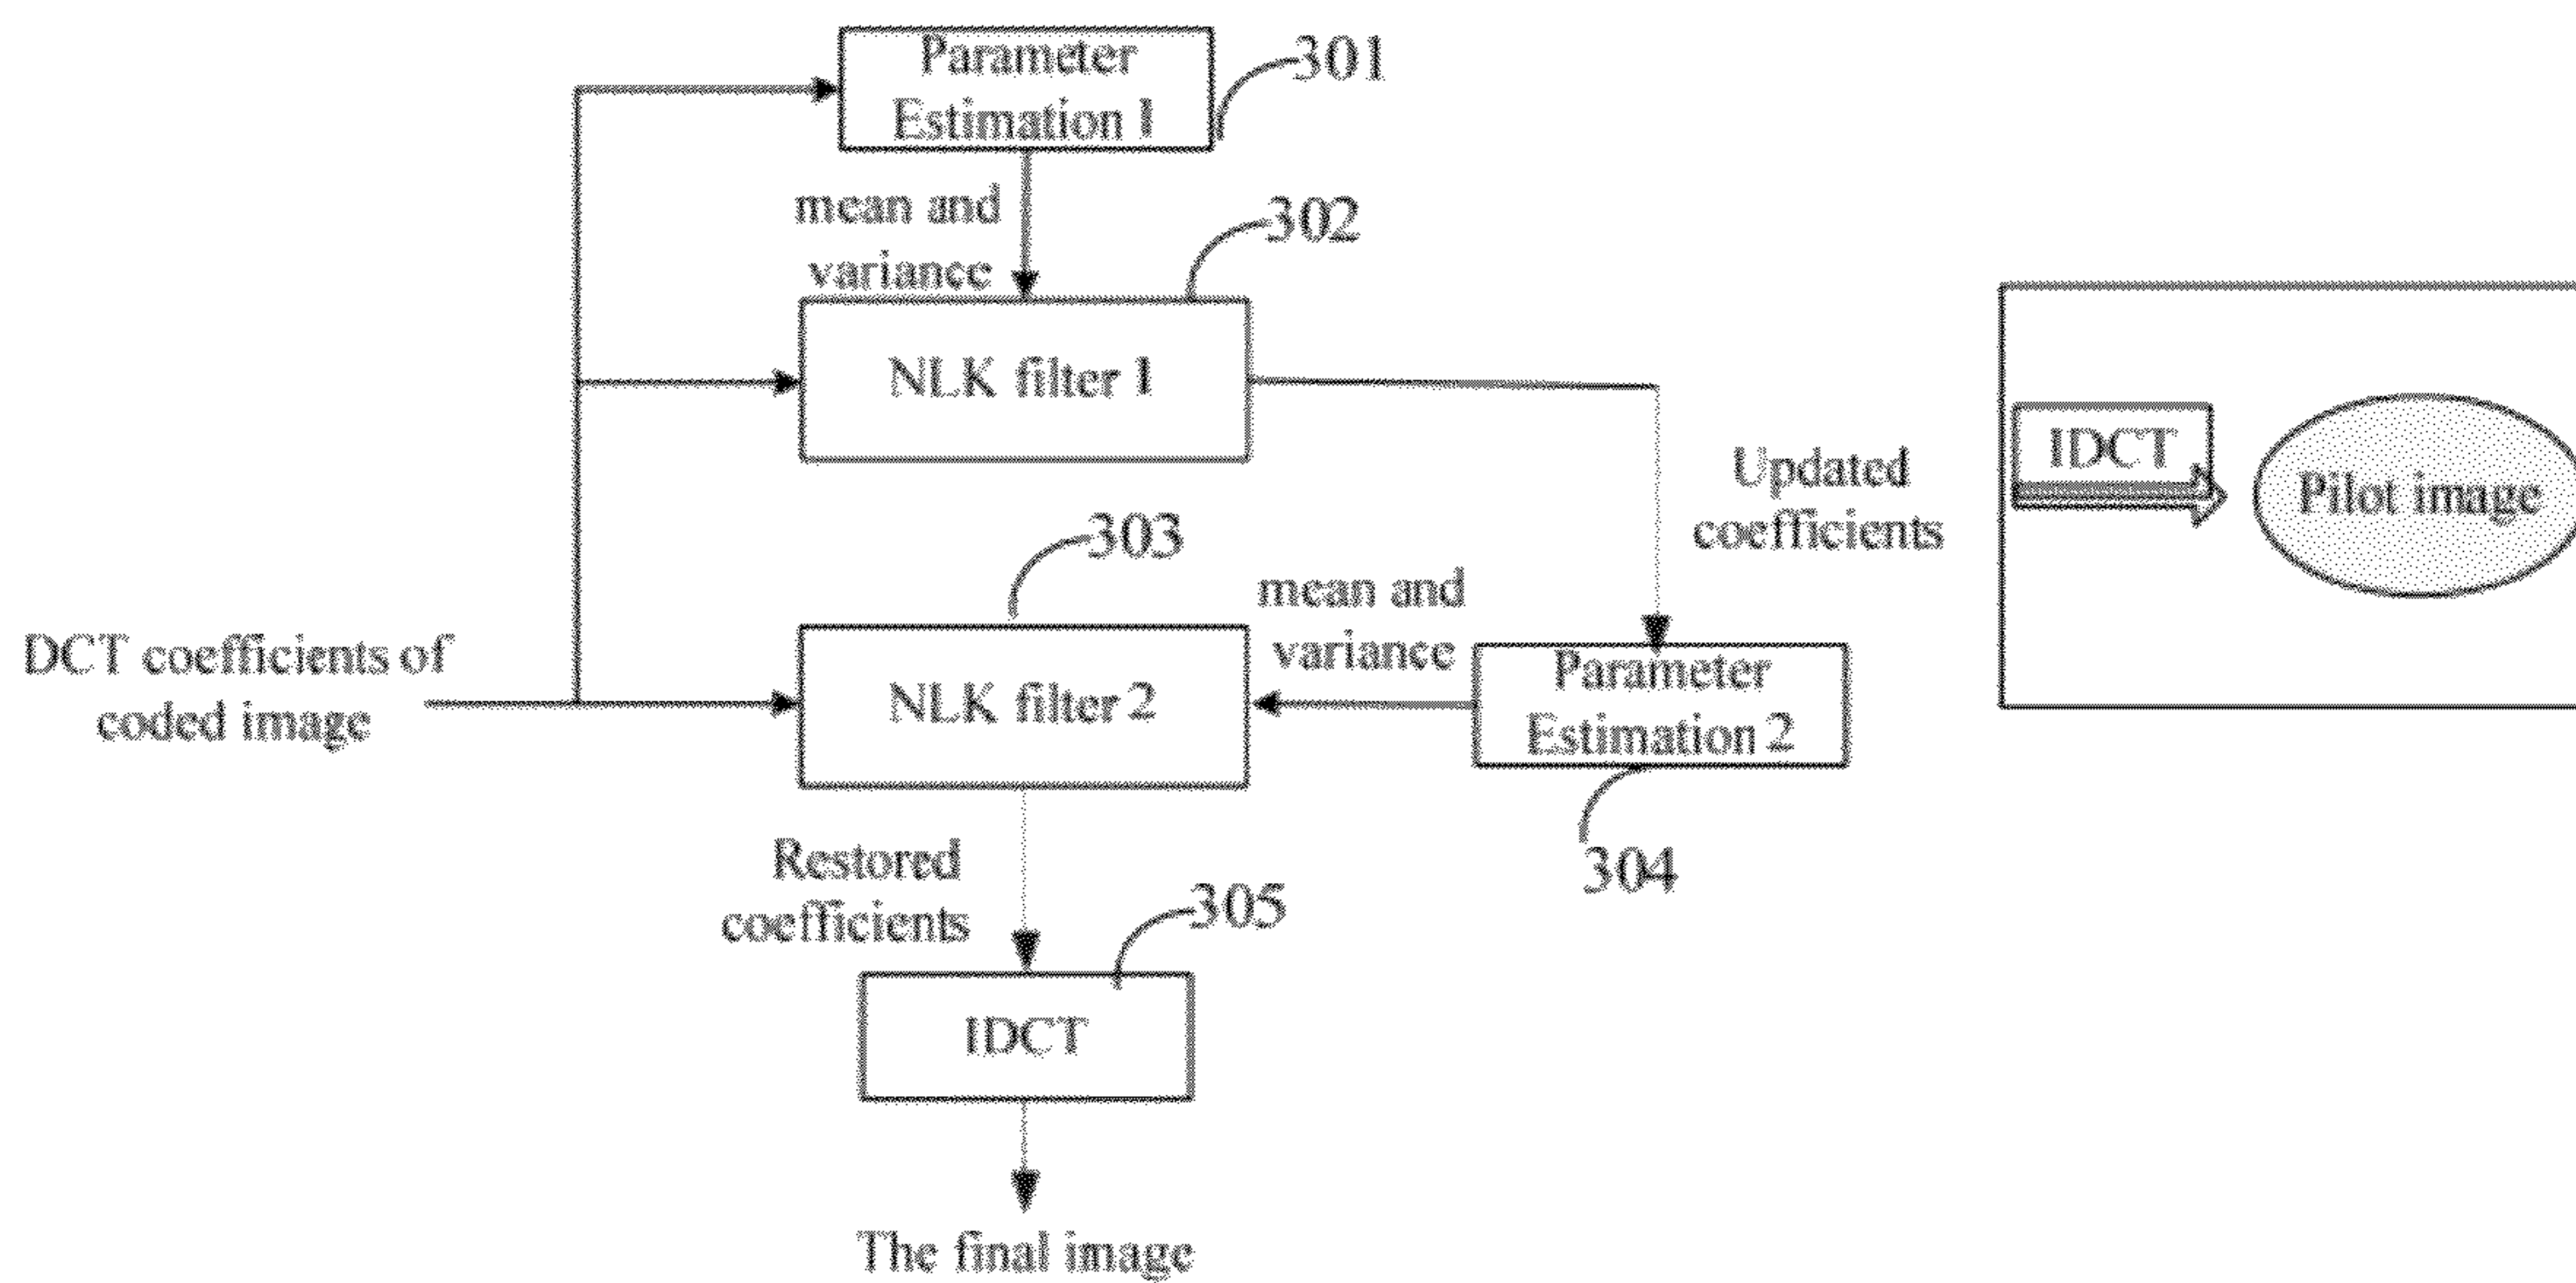 Parameter
Estimation 1
301
mean and
variance
302
NLK filter 1
Updated
coefficients
IDCT
Pilot image
303
mean and
variance
DCT coefficients of
coded image
NLK filter 2
Parameter
Estimation 2
304
Restored
coefficients
305
IDCT
The final image